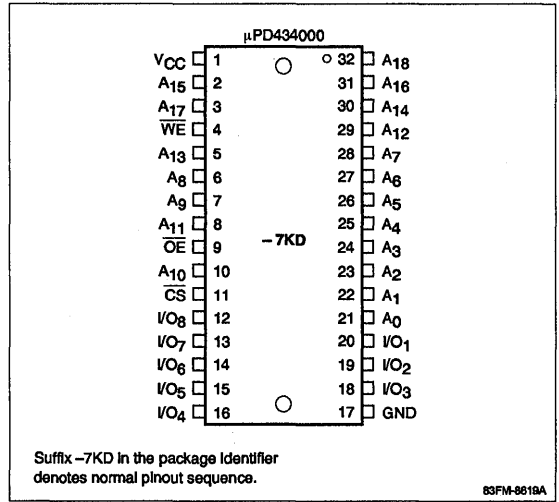 μPD434000
VCC 1 32 A18
A15 2 31 A16
A17 3 30 A14
WE 4 29 A12
A13 5 28 A7
A8 6 27 A6
A9 7 26 A5
A11 8 25 A4
OE 9 –7KD 24 A3
A10 10 23 A2
CS 11 22 A1
I/O8 12 21 A0
I/O7 13 20 I/O1
I/O6 14 19 I/O2
I/O5 15 18 I/O3
I/O4 16 17 GND
Suffix –7KD in the package identifier
denotes normal pinout sequence.
83FM-8619A